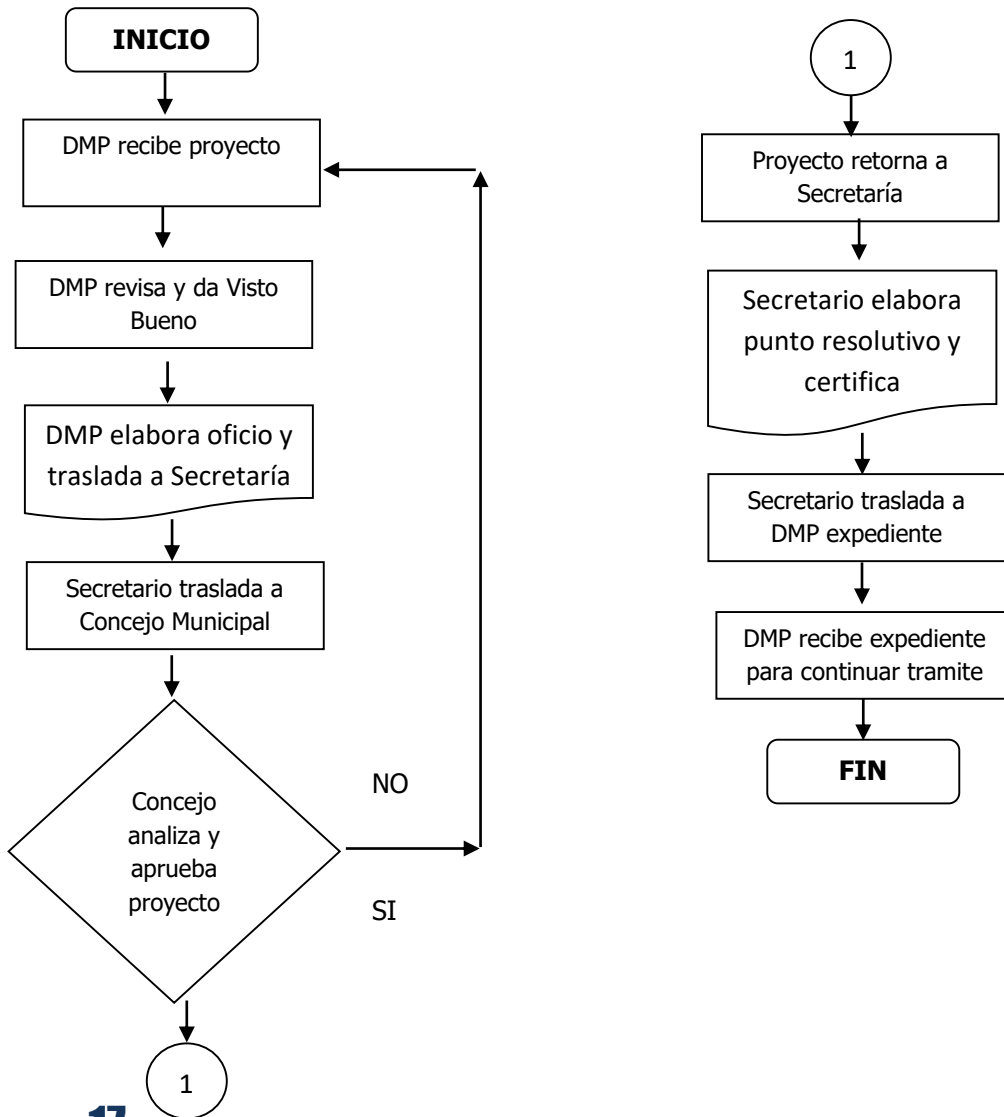 INICIO
DMP recibe proyecto
DMP revisa y da Visto
Bueno
DMP elabora oficio y
traslada a Secretaría
Secretario traslada a
Concejo Municipal
Concejo
analiza y
aprueba
proyecto
NO
SI
1
17
1
Proyecto retorna a
Secretaría
Secretario elabora
punto resolutivo y
certifica
Secretario traslada a
DMP expediente
DMP recibe expediente
para continuar tramite
FIN